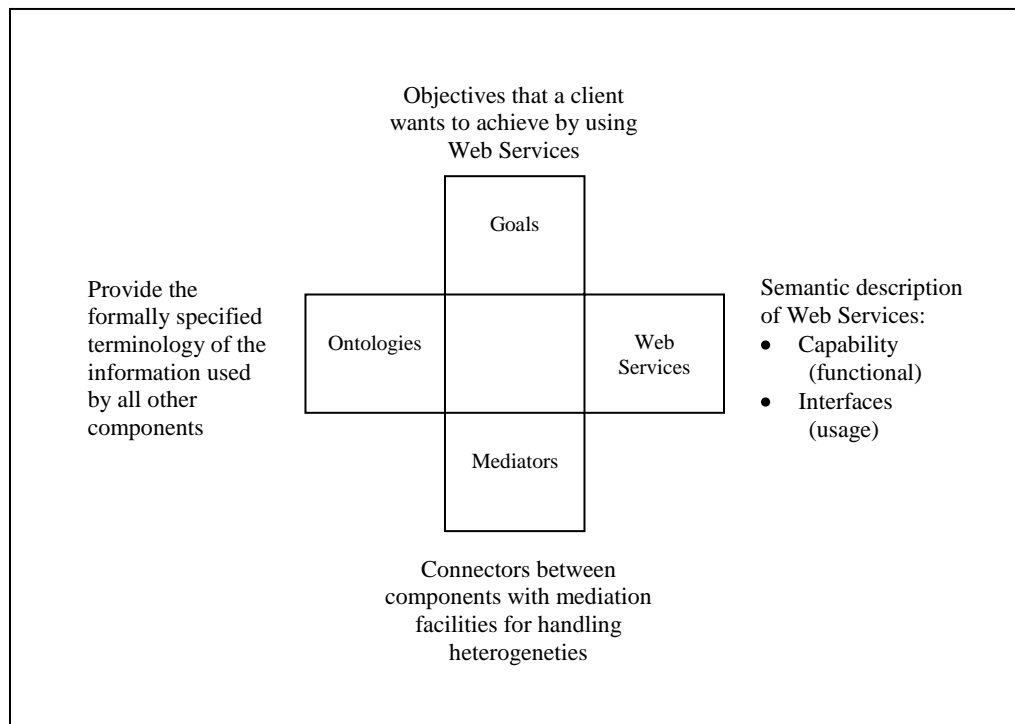 Objectives that a client
wants to achieve by using
Web Services
Goals
Provide the
formally specified
terminology of the
information used
by all other
components
Ontologies
Web
Services
Semantic description
of Web Services:
• Capability
(functional)
• Interfaces
(usage)
Mediators
Connectors between
components with mediation
facilities for handling
heterogeneties